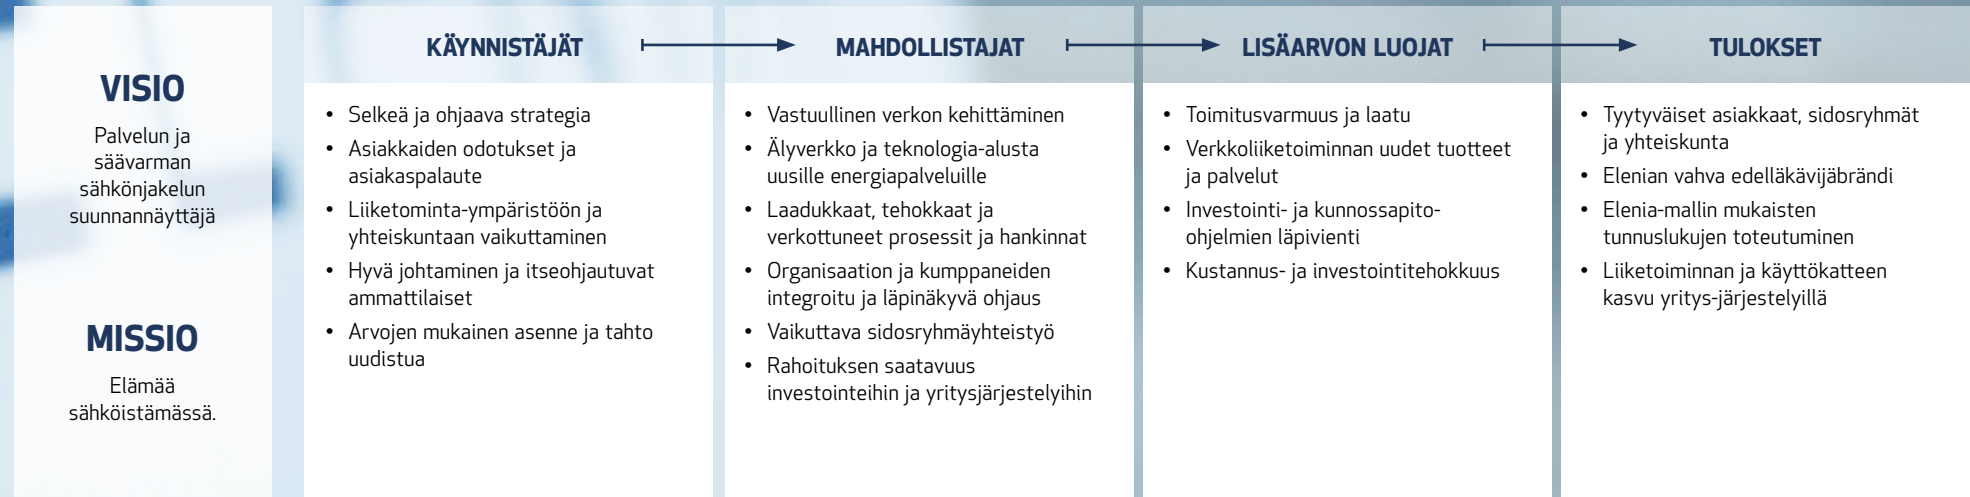 VISIO
Palvelun ja
säävarman
sähkönjakelun
suunnannäyttäjä
MISSIO
Elämää
sähköistämässä.
KÄYNNISTÄJÄT
• Selkeä ja ohjaava strategia
• Asiakkaiden odotukset ja
asiakaspalaute
• Liiketominta-ympäristöön ja
yhteiskuntaan vaikuttaminen
• Hyvä johtaminen ja itseohjautuvat
ammattilaiset
• Arvojen mukainen asenne ja tahto
uudistua
MAHDOLLISTAJAT
• Vastuullinen verkon kehittäminen
• Älyverkko ja teknologia-alusta
uusille energiapalveluille
• Laadukkaat, tehokkaat ja
verkottuneet prosessit ja hankinnat
• Organisaation ja kumppaneiden
integroitu ja läpinäkyvä ohjaus
• Vaikuttava sidosryhmäyhteistyö
• Rahoituksen saatavuus
investointeihin ja yritysjärjestelyihin
LISÄARVON LUOJAT
• Toimitusvarmuus ja laatu
• Verkkoliiketoiminnan uudet tuotteet
ja palvelut
• Investointi- ja kunnossapito-
ohjelmien läpivienti
• Kustannus- ja investointitehokkuus
TULOKSET
• Tyytyväiset asiakkaat, sidosryhmät
ja yhteiskunta
• Elenian vahva edelläkävijäbrändi
• Elenia-mallin mukaisten
tunnuslukujen toteutuminen
• Liiketoiminnan ja käyttökatteen
kasvu yritys-järjestelyillä